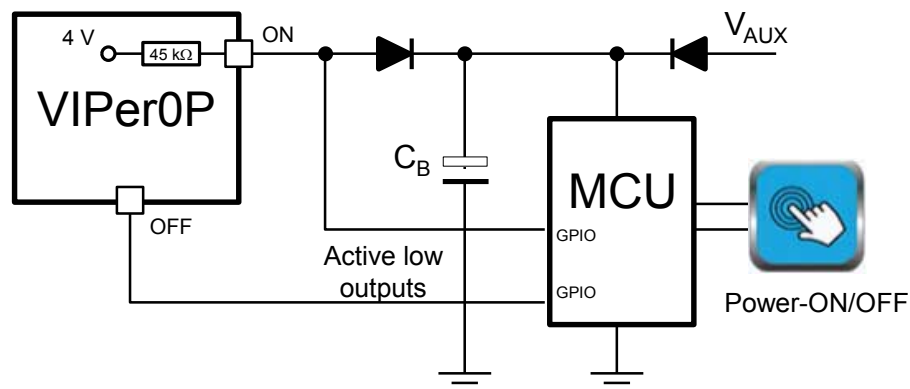 4 V
45 kΩ
ON
V_AUX
VIPer0P
C_B
MCU
OFF
GPIO
Active low
outputs
GPIO
Power-ON/OFF